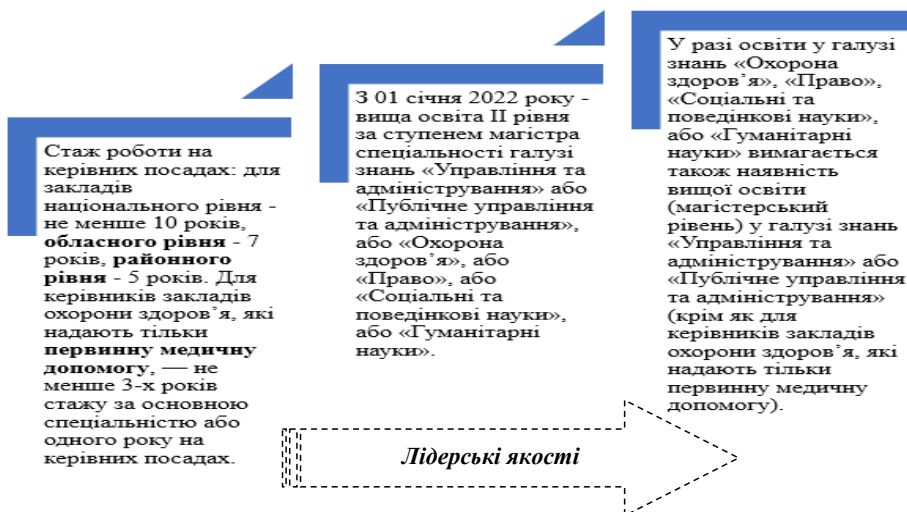 Стаж роботи на
керівних посадах: для
закладів
національного рівня -
не менше 10 років,
обласного рівня - 7
років, районного
рівня - 5 років. Для
керівників закладів
охорони здоров’я, які
надають тільки
первинну медичну
допомогу, — не
менше 3-х років
стажу за основною
спеціальністю або
одного року на
керівних посадах.
З 01 січня 2022 року -
вища освіта II рівня
за ступенем магістра
спеціальності галузі
знань «Управління та
адміністрування» або
«Публічне управління
та адміністрування»,
або «Охорона
здоров’я», або
«Право», або
«Соціальні та
поведінкові науки»,
або «Гуманітарні
науки».
У разі освіти у галузі
знань «Охорона
здоров’я», «Право»,
«Соціальні та
поведінкові науки»,
або «Гуманітарні
науки» вимагається
також наявність
вищої освіти
(магістерський
рівень) у галузі знань
«Управління та
адміністрування» або
«Публічне управління
та адміністрування»
(крім як для
керівників закладів
охорони здоров’я, які
надають тільки
первинну медичну
допомогу).
Лідерські якості